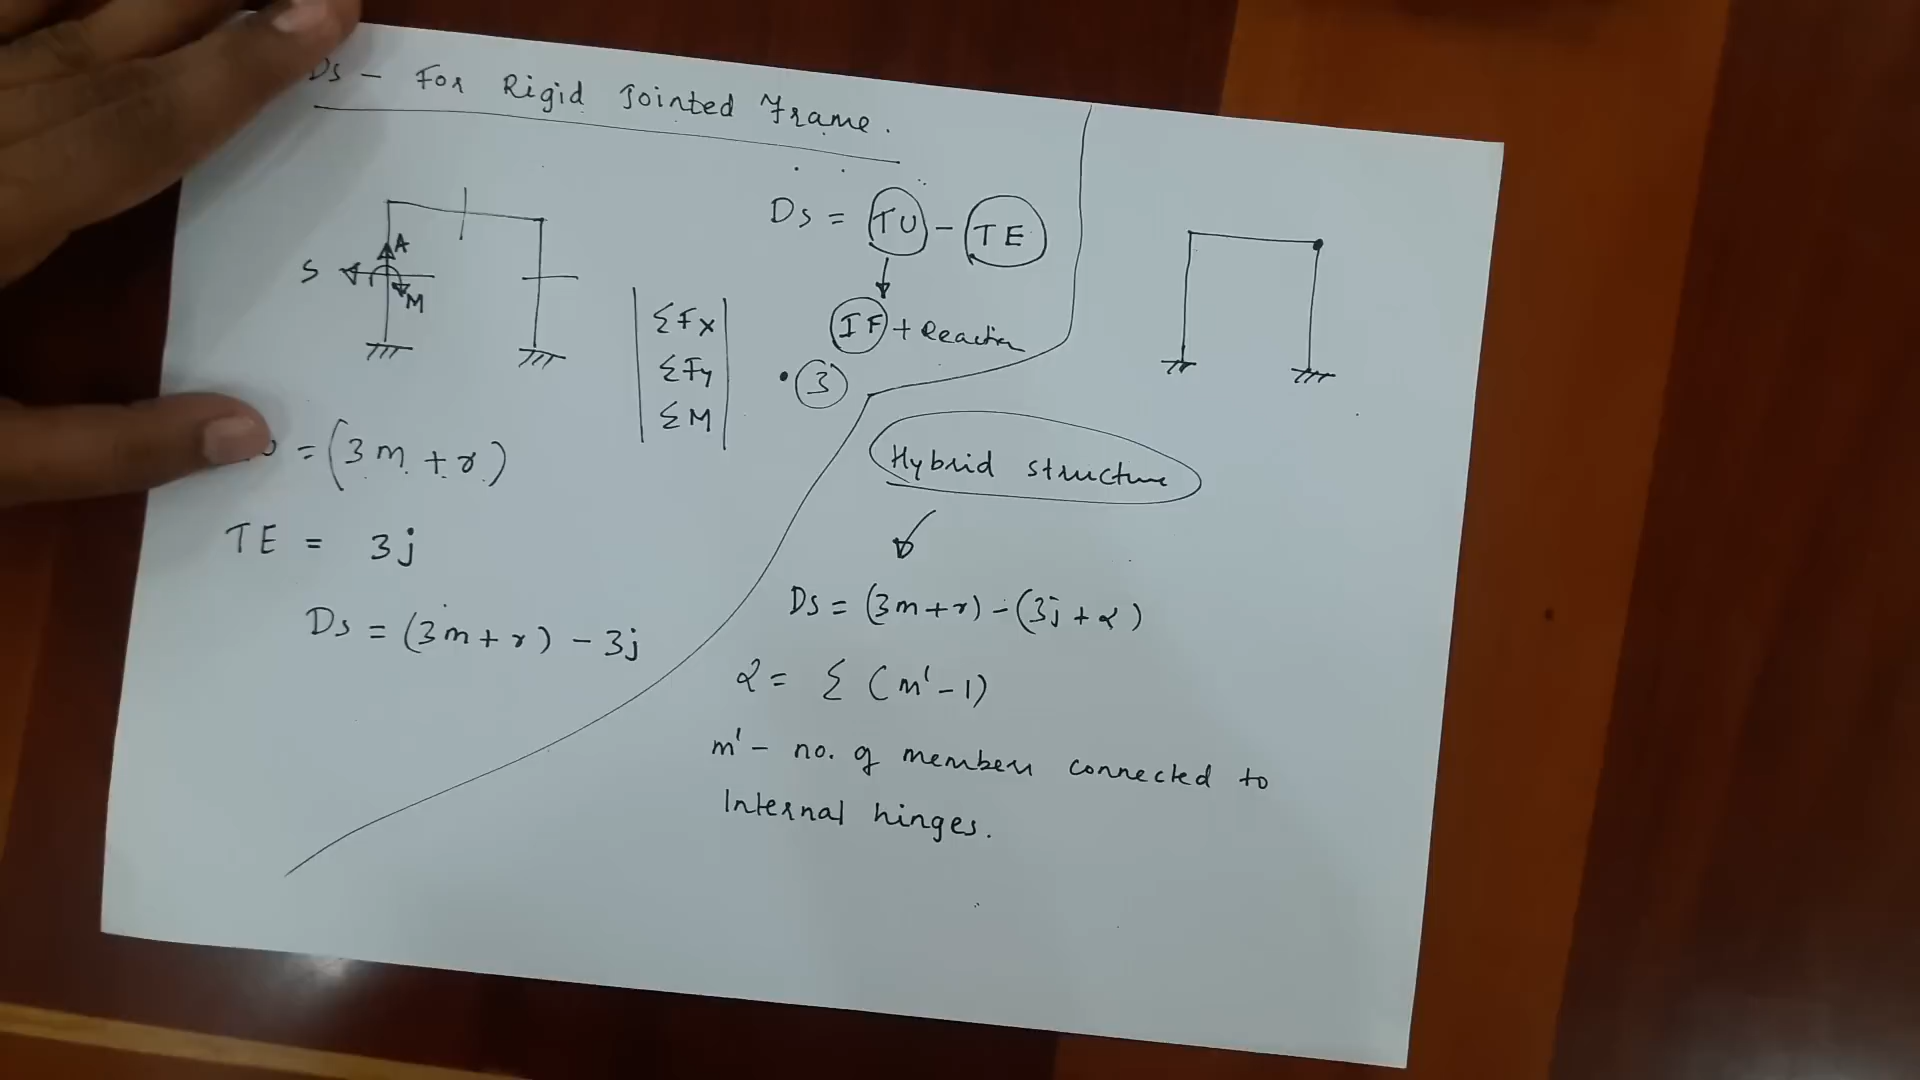 Ds - For Rigid Jointed Frame.
A
S
M
Ds = TU - TE
IF + Reaction
3
ΣFx
ΣFy
ΣM
= (3m + r)
TE = 3j
Ds = (3m + r) - 3j
Hybrid structure
Ds = (3m + r) - (3j + α)
α = Σ (m' - 1)
m' - no. of members connected to
Internal hinges.